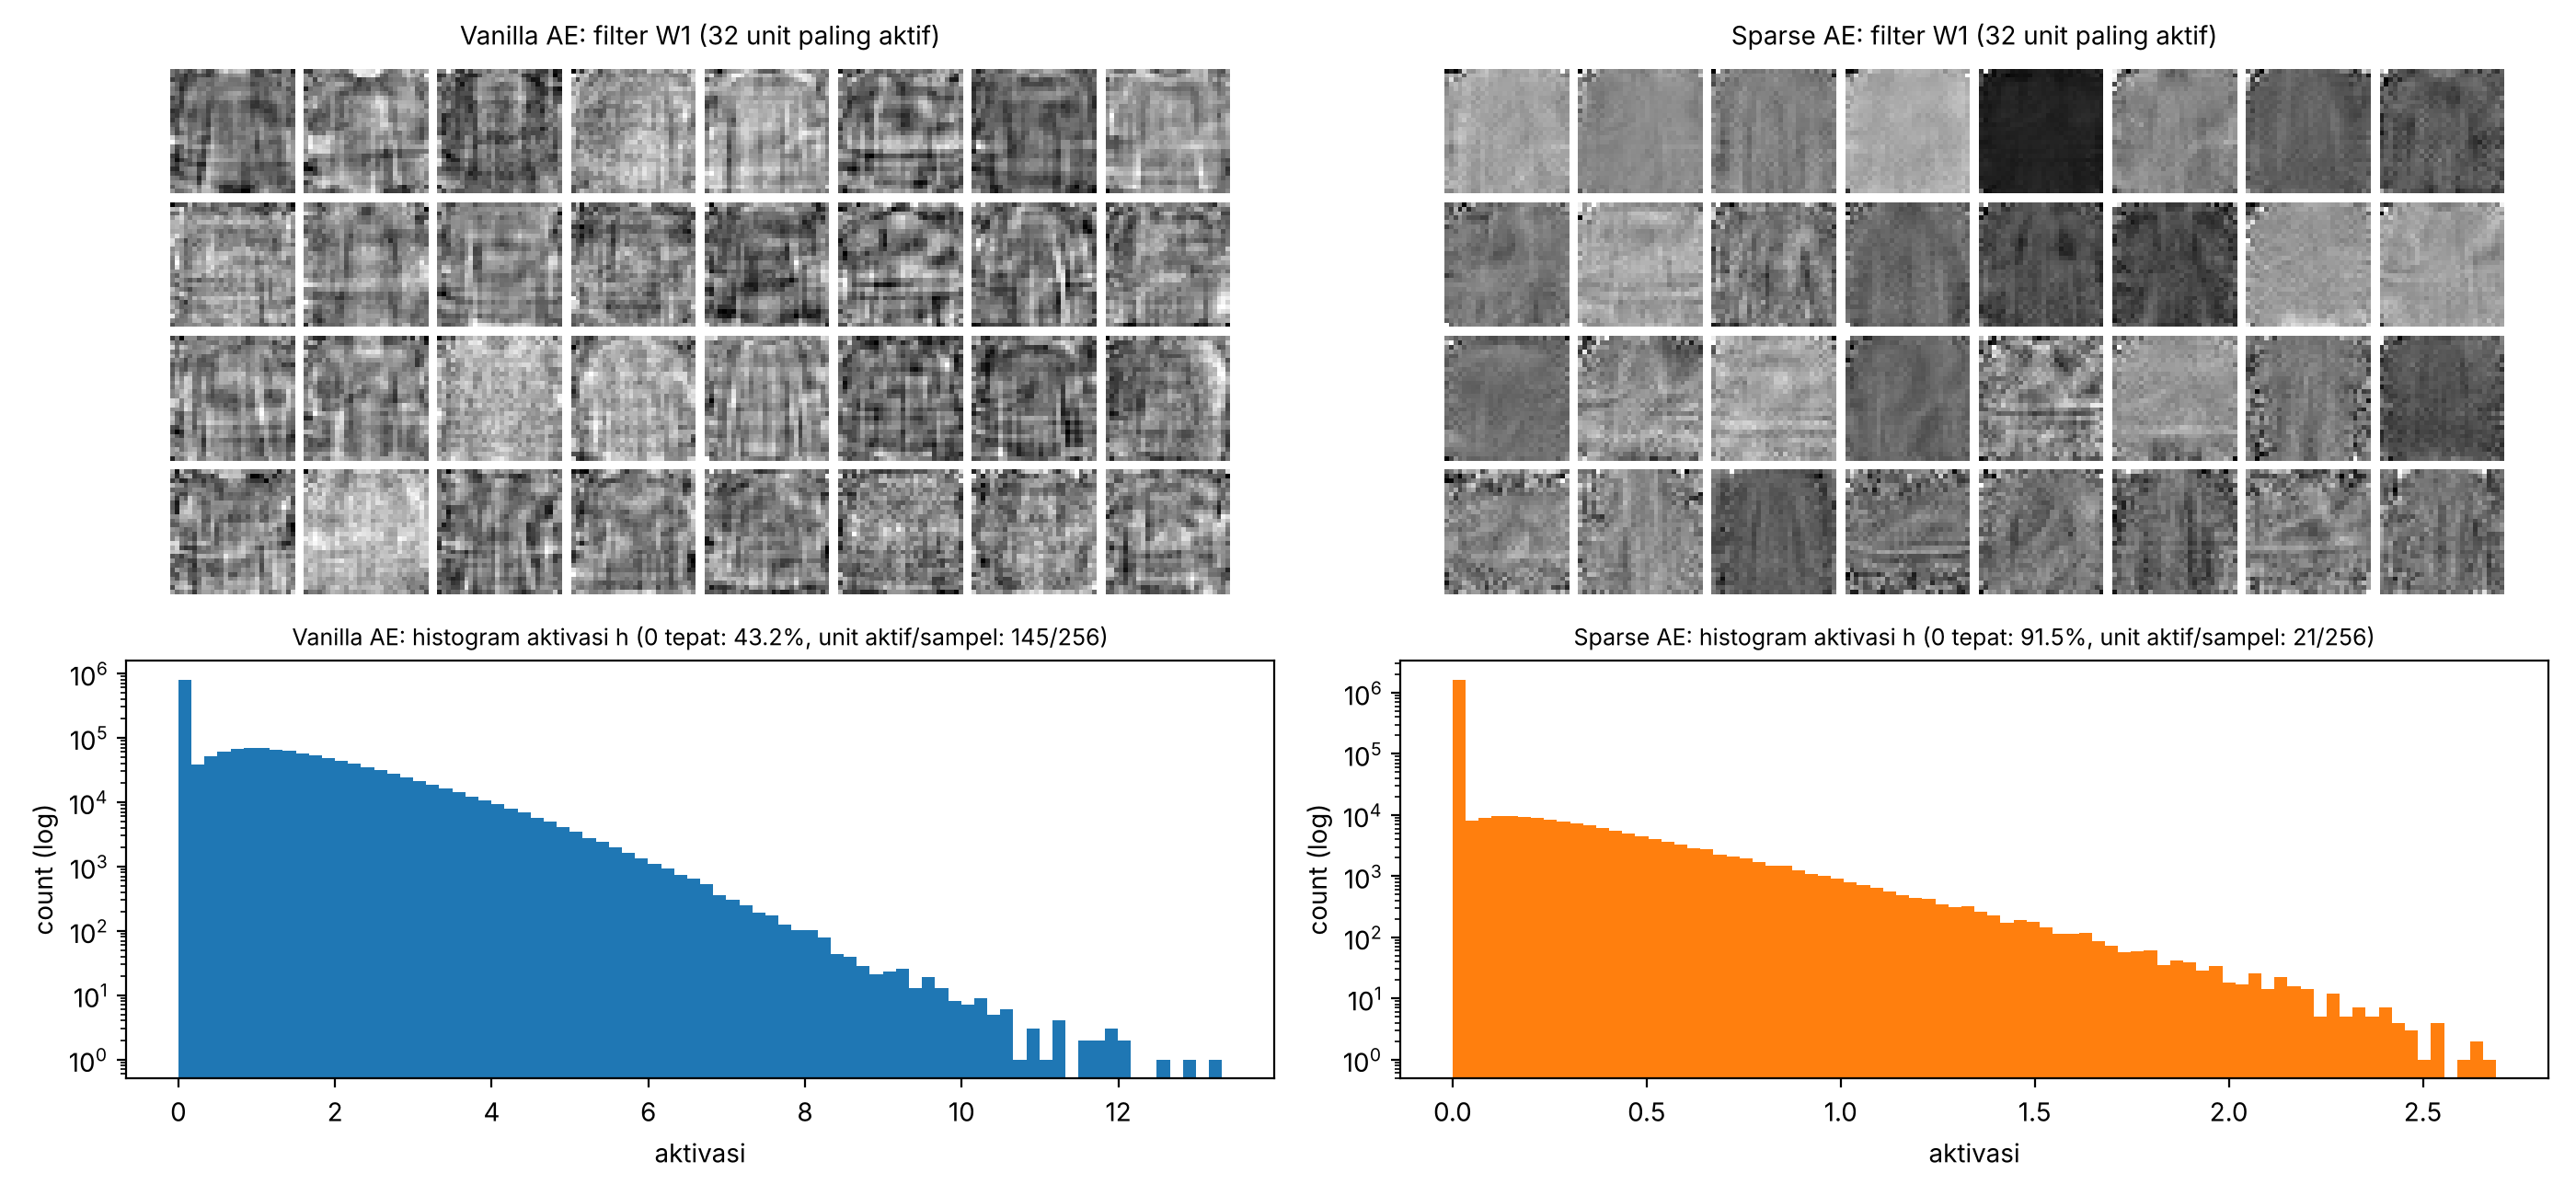 Vanilla AE: filter W1 (32 unit paling aktif)
Sparse AE: filter W1 (32 unit paling aktif)
Vanilla AE: histogram aktivasi h (0 tepat: 43.2%, unit aktif/sampel: 145/256)
10⁶
10⁵
10⁴
10³
10²
10¹
10⁰
count (log)
0 2 4 6 8 10 12
aktivasi
Sparse AE: histogram aktivasi h (0 tepat: 91.5%, unit aktif/sampel: 21/256)
10⁶
10⁵
10⁴
10³
10²
10¹
10⁰
count (log)
0.0 0.5 1.0 1.5 2.0 2.5
aktivasi